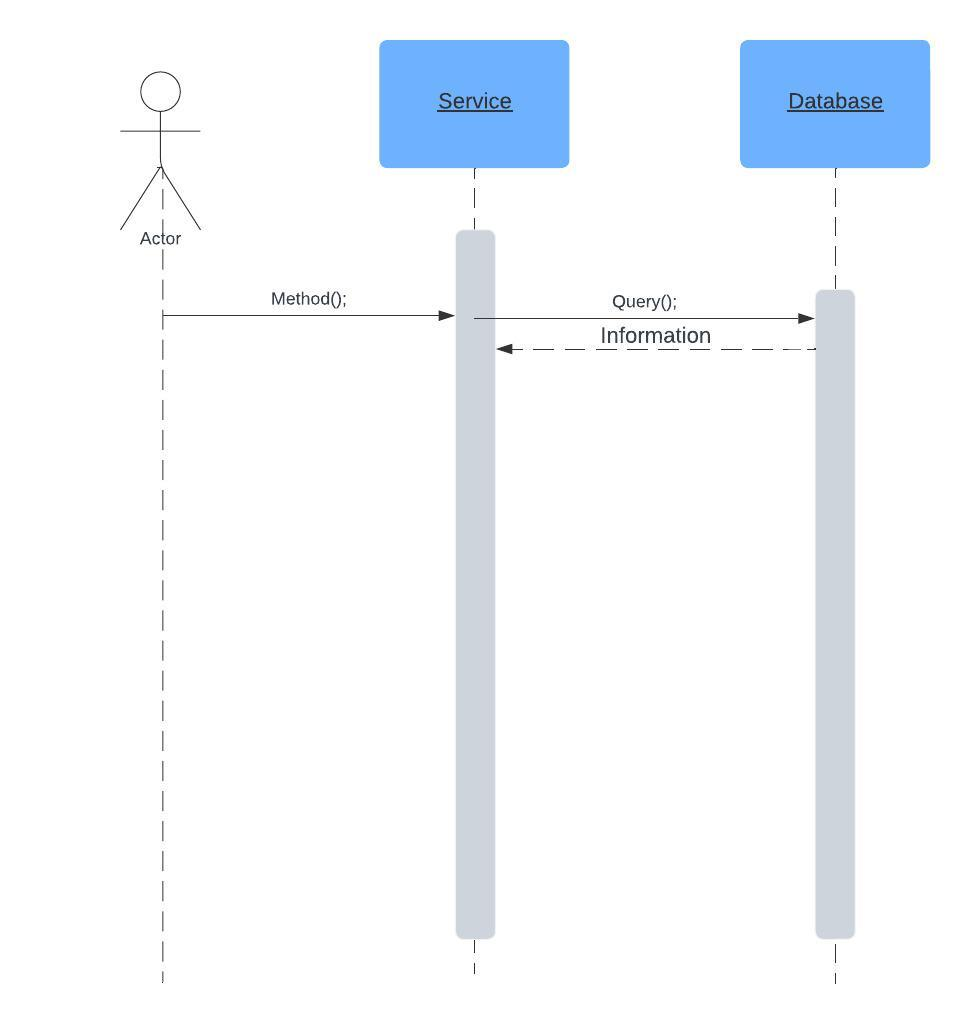 Service
Database
Actor
Method();
Query();
Information